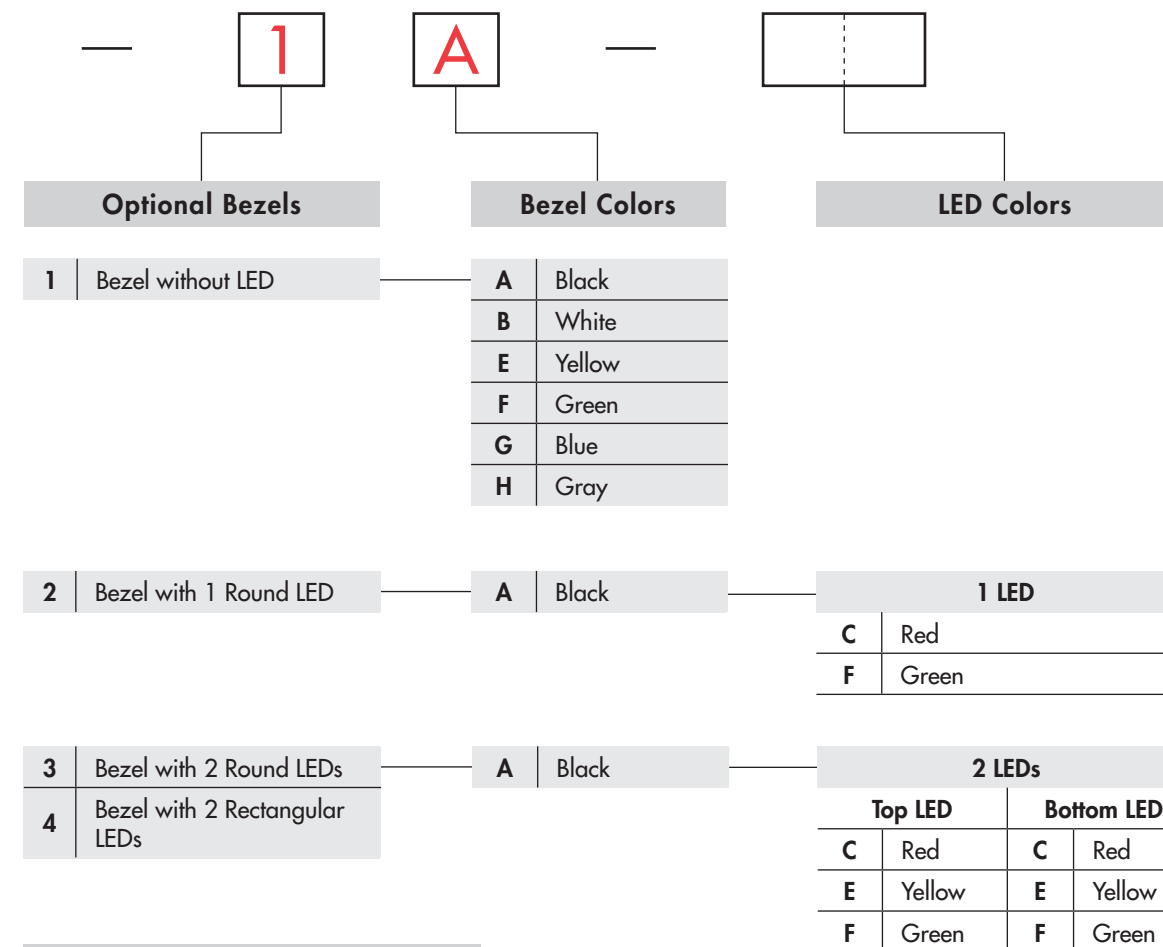 — 1 A —
Optional Bezels Bezel Colors LED Colors
1 Bezel without LED A Black
B White
E Yellow
F Green
G Blue
H Gray
2 Bezel with 1 Round LED A Black 1 LED
C Red
F Green
3 Bezel with 2 Round LEDs A Black 2 LEDs
4 Bezel with 2 Rectangular
LEDs
Top LED Bottom LED
C Red C Red
E Yellow E Yellow
F Green F Green